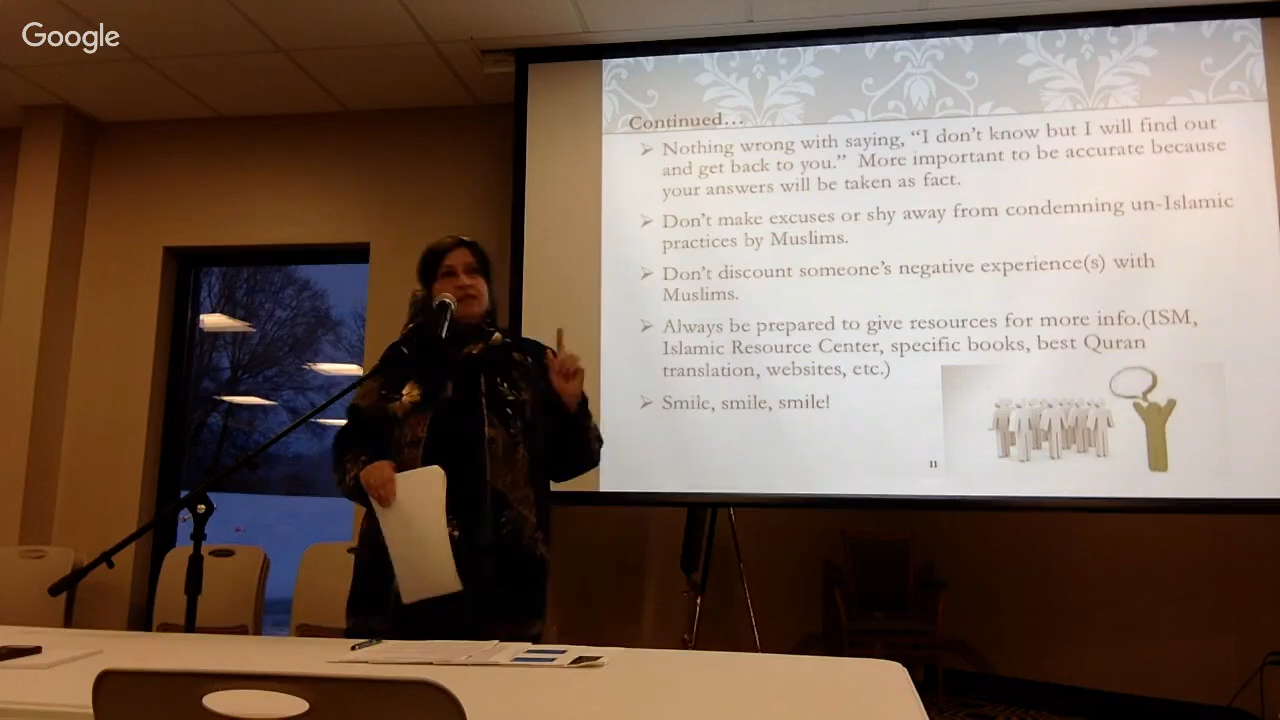 Google
Continued…
Nothing wrong with saying, “I don’t know but I will find out
and get back to you.” More important to be accurate because
your answers will be taken as fact.
Don’t make excuses or shy away from condemning un-Islamic
practices by Muslims.
Don’t discount someone’s negative experience(s) with
Muslims.
Always be prepared to give resources for more info.(ISM,
Islamic Resource Center, specific books, best Quran
translation, websites, etc.)
Smile, smile, smile!
11